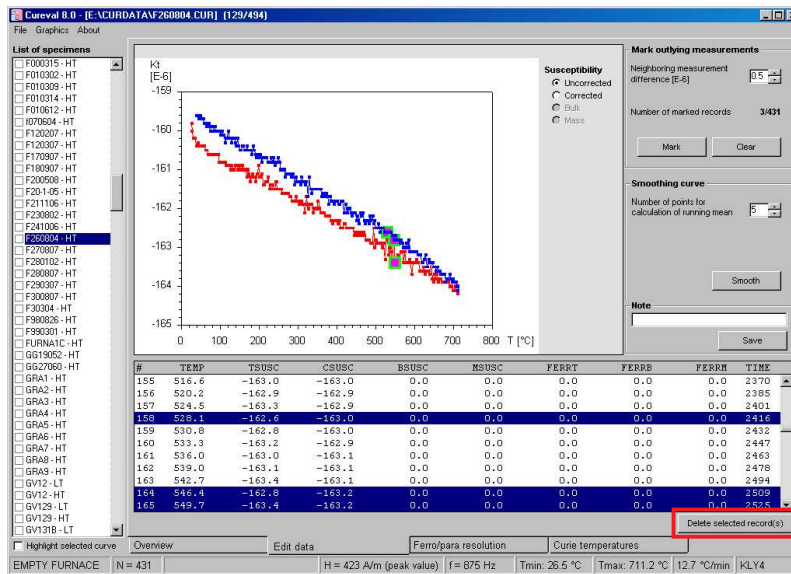 Cureval 8.0 - [E:\CURDATA\F260804.CUR] (129/494)
File Graphics About
List of specimens
F000315 - HT
F010302 - HT
F010309 - HT
F010314 - HT
F010612 - HT
f070604 - HT
F120207 - HT
F120307 - HT
F170907 - HT
F180907 - HT
F200508 - HT
F20-1-05 - HT
F211106 - HT
F230802 - HT
F241006 - HT
F260804 - HT
F270807 - HT
F280102 - HT
F280807 - HT
F290307 - HT
F300807 - HT
F30304 - HT
F980826 - HT
F990301 - HT
FURNA1C - HT
GG19052 - HT
GG27060 - HT
GRA1 - HT
GRA2 - HT
GRA3 - HT
GRA4 - HT
GRA5 - HT
GRA6 - HT
GRA7 - HT
GRA8 - HT
GRA9 - HT
GV12 - LT
GV12 - HT
GV129 - LT
GV129 - HT
GV131B - LT
Highlight selected curve
Kt
[E-6]
-159
-160
-161
-162
-163
-164
-165
0 100 200 300 400 500 600 700 800 T [°C]
Susceptibility
Uncorrected
Corrected
Bulk
Mass
Mark outlying measurements
Neighboring measurement
difference [E-6]
0.5
Number of marked records 3/431
Mark Clear
Smoothing curve
Number of points for
calculation of running mean
5
Smooth
Note
Save
# TEMP TSUSC CSUSC BSUSC MSUSC FERRT FERRB FERRM TIME
155 516.6 -163.0 -163.0 0.0 0.0 0.0 0.0 0.0 2370
156 520.2 -162.9 -162.9 0.0 0.0 0.0 0.0 0.0 2385
157 524.5 -163.3 -162.9 0.0 0.0 0.0 0.0 0.0 2401
158 528.1 -162.6 -163.0 0.0 0.0 0.0 0.0 0.0 2416
159 530.8 -162.8 -163.0 0.0 0.0 0.0 0.0 0.0 2432
160 533.3 -163.2 -162.9 0.0 0.0 0.0 0.0 0.0 2447
161 536.0 -163.0 -163.1 0.0 0.0 0.0 0.0 0.0 2463
162 539.0 -163.1 -163.1 0.0 0.0 0.0 0.0 0.0 2478
163 542.7 -163.4 -163.1 0.0 0.0 0.0 0.0 0.0 2494
164 546.4 -162.8 -163.2 0.0 0.0 0.0 0.0 0.0 2509
165 549.7 -163.4 -163.2 0.0 0.0 0.0 0.0 0.0 2525
Delete selected record(s)
Overview Edit data Ferro/para resolution Curie temperatures
EMPTY FURNACE N = 431 H = 423 A/m (peak value) f = 875 Hz Tmin: 26.5 °C Tmax: 711.2 °C 12.7 °C/min KLY4